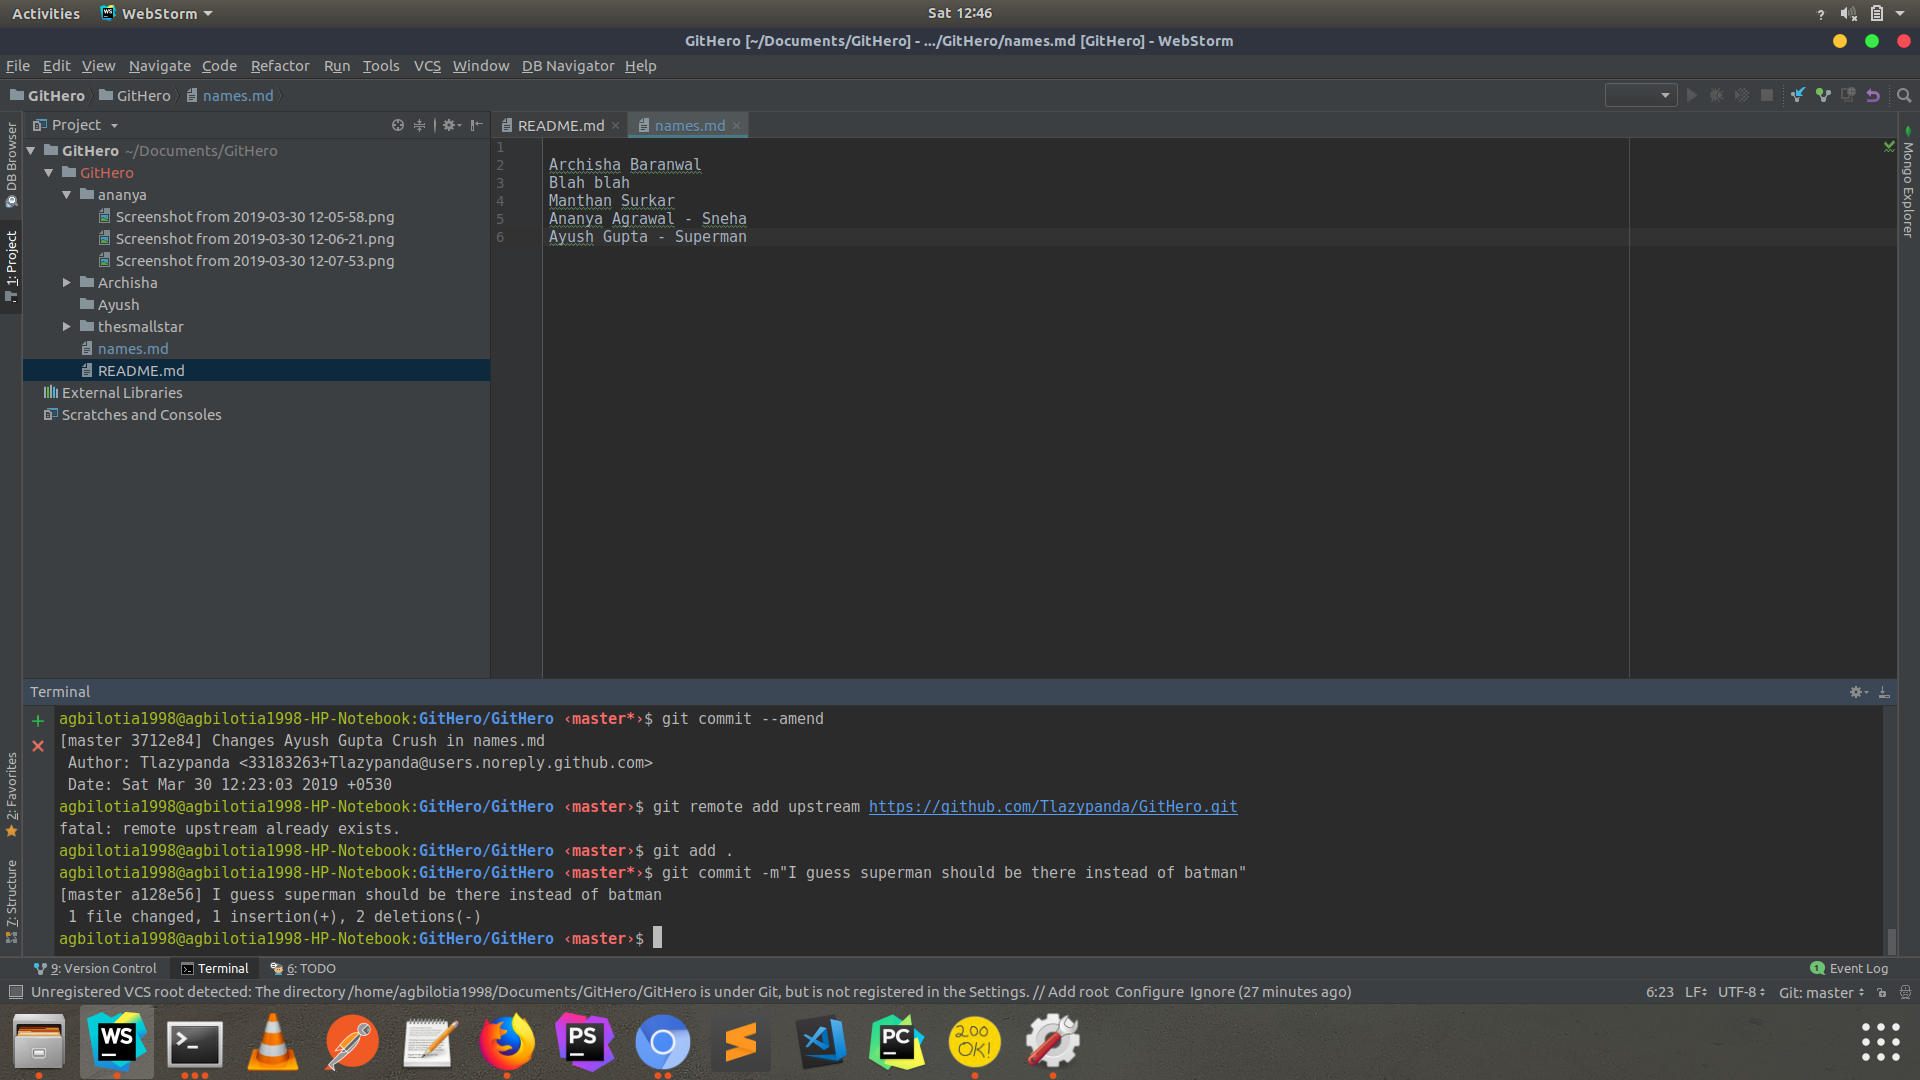 Activities WebStorm Sat 12:46 ?
GitHero [~/Documents/GitHero] - .../GitHero/names.md [GitHero] - WebStorm
File Edit View Navigate Code Refactor Run Tools VCS Window DB Navigator Help
GitHero GitHero names.md
Project
README.md names.md
DB Browser
1: Project
2: Favorites
7: Structure
GitHero ~/Documents/GitHero
GitHero
ananya
Screenshot from 2019-03-30 12-05-58.png
Screenshot from 2019-03-30 12-06-21.png
Screenshot from 2019-03-30 12-07-53.png
Archisha
Ayush
thesmallstar
names.md
README.md
External Libraries
Scratches and Consoles
1
2 Archisha Baranwal
3 Blah blah
4 Manthan Surkar
5 Ananya Agrawal - Sneha
6 Ayush Gupta - Superman
Mongo Explorer
Terminal
agbilotia1998@agbilotia1998-HP-Notebook:GitHero/GitHero ‹master*›$ git commit --amend
[master 3712e84] Changes Ayush Gupta Crush in names.md
Author: Tlazypanda <33183263+Tlazypanda@users.noreply.github.com>
Date: Sat Mar 30 12:23:03 2019 +0530
agbilotia1998@agbilotia1998-HP-Notebook:GitHero/GitHero ‹master›$ git remote add upstream https://github.com/Tlazypanda/GitHero.git
fatal: remote upstream already exists.
agbilotia1998@agbilotia1998-HP-Notebook:GitHero/GitHero ‹master›$ git add .
agbilotia1998@agbilotia1998-HP-Notebook:GitHero/GitHero ‹master*›$ git commit -m"I guess superman should be there instead of batman"
[master a128e56] I guess superman should be there instead of batman
1 file changed, 1 insertion(+), 2 deletions(-)
agbilotia1998@agbilotia1998-HP-Notebook:GitHero/GitHero ‹master›$
9: Version Control Terminal 6: TODO 1 Event Log
Unregistered VCS root detected: The directory /home/agbilotia1998/Documents/GitHero/GitHero is under Git, but is not registered in the Settings. // Add root Configure Ignore (27 minutes ago) 6:23 LF UTF-8 Git: master
WS PS PC 200 OK!